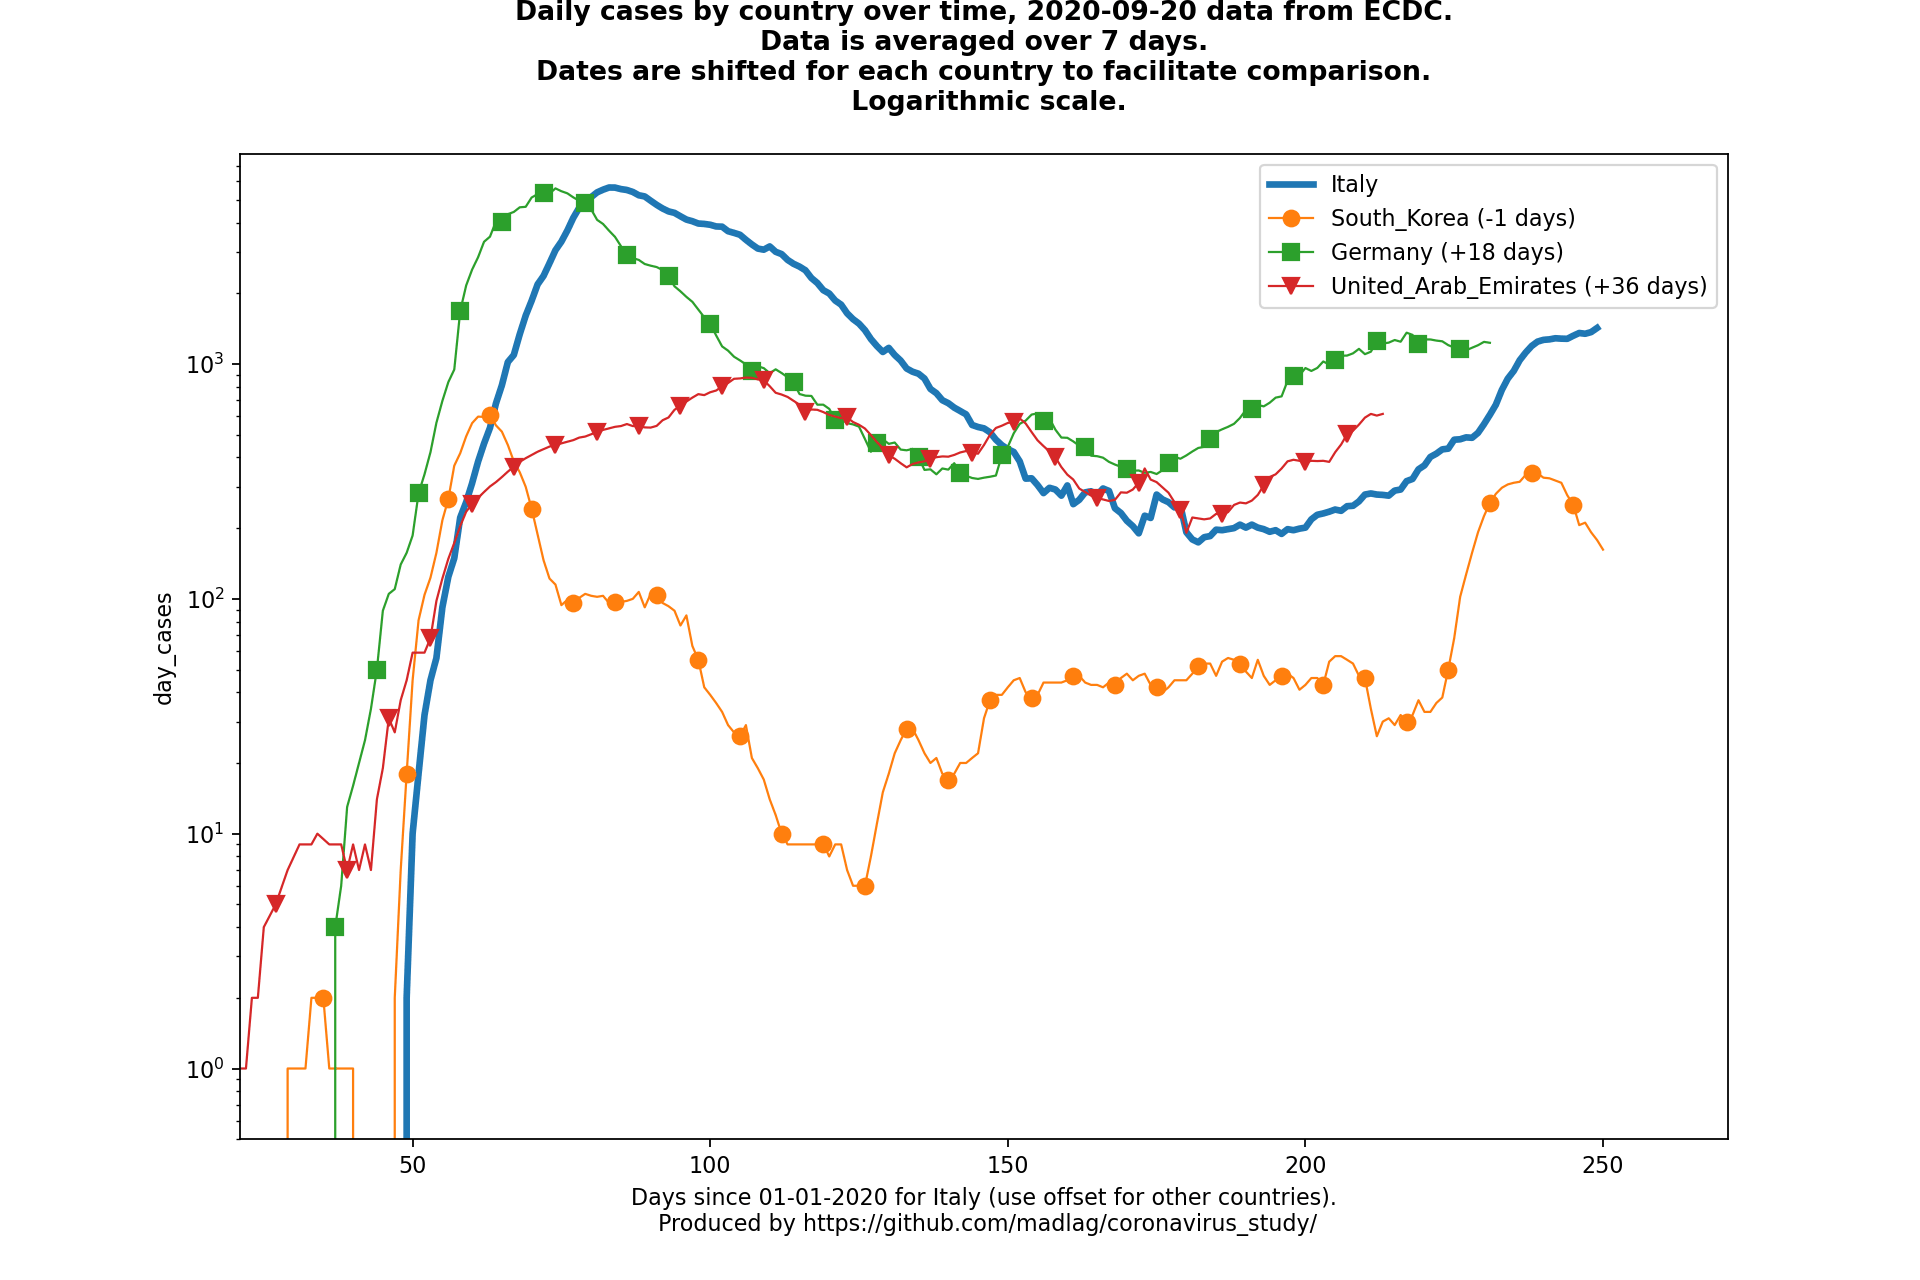 Daily cases by country over time, 2020-09-20 data from ECDC.
Data is averaged over 7 days.
Dates are shifted for each country to facilitate comparison.
Logarithmic scale.
Italy
South_Korea (-1 days)
Germany (+18 days)
United_Arab_Emirates (+36 days)
day_cases
10³
10²
10¹
10⁰
50 100 150 200 250
Days since 01-01-2020 for Italy (use offset for other countries).
Produced by https://github.com/madlag/coronavirus_study/